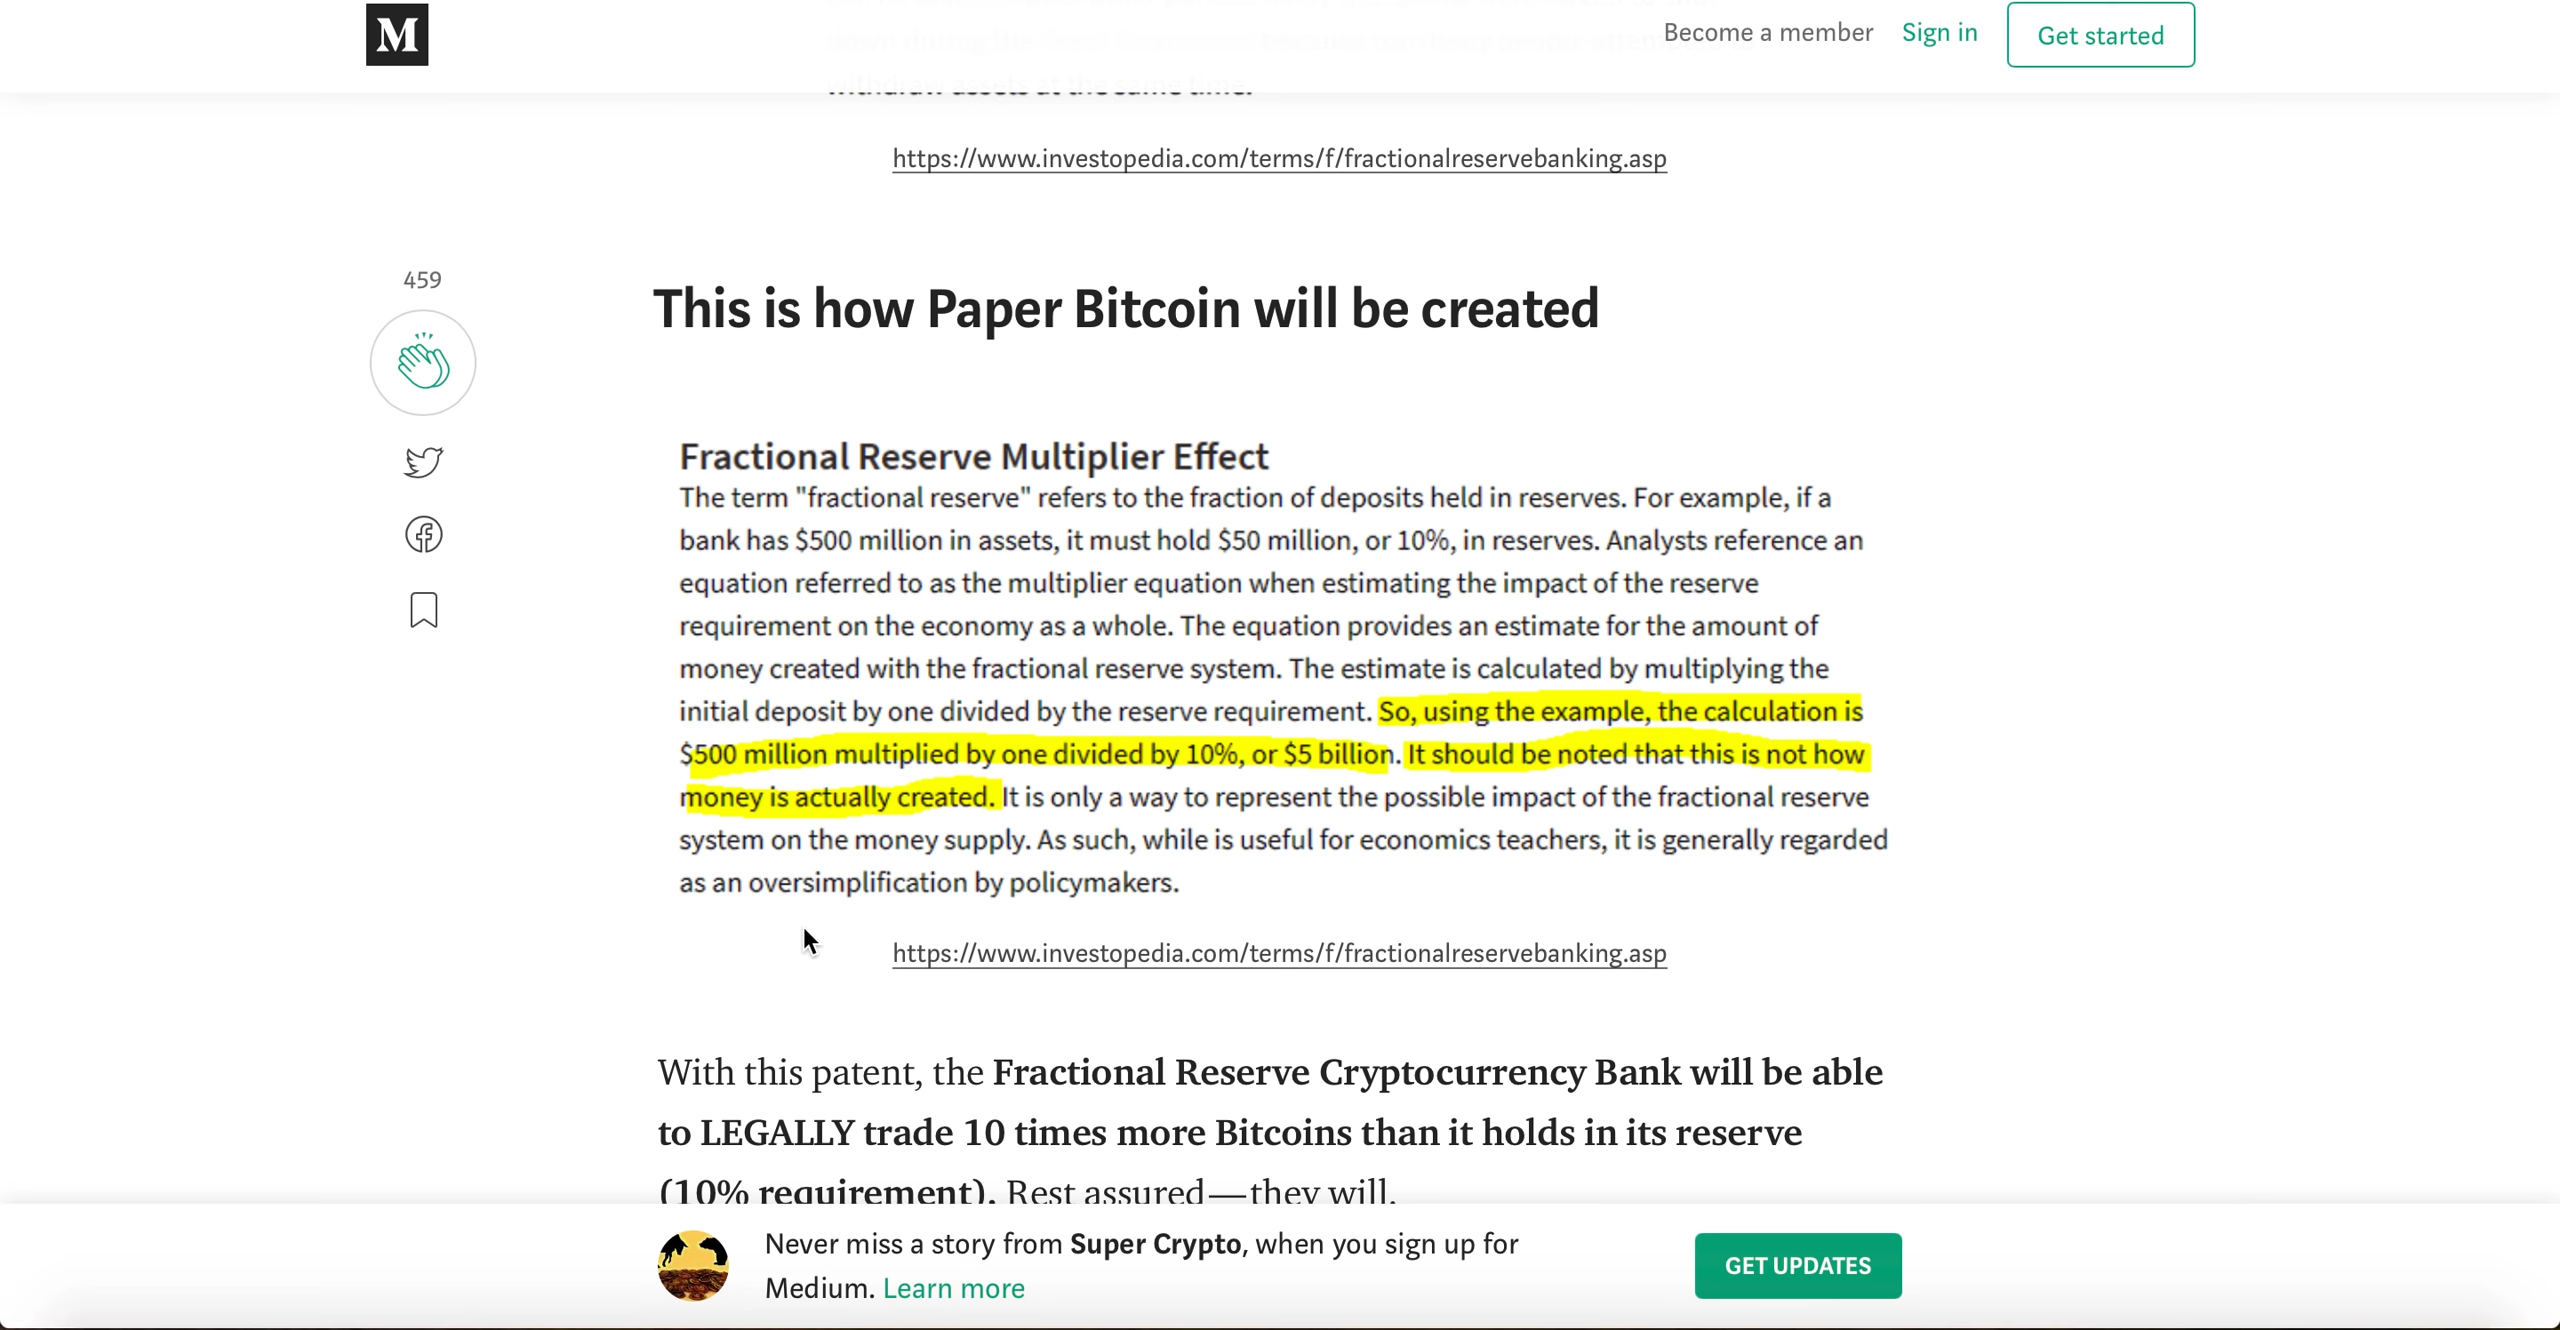 M
Become a member
Sign in
Get started
withdraw assets at the same time.
https://www.investopedia.com/terms/f/fractionalreservebanking.asp
459
This is how Paper Bitcoin will be created
Fractional Reserve Multiplier Effect
The term "fractional reserve" refers to the fraction of deposits held in reserves. For example, if a
bank has $500 million in assets, it must hold $50 million, or 10%, in reserves. Analysts reference an
equation referred to as the multiplier equation when estimating the impact of the reserve
requirement on the economy as a whole. The equation provides an estimate for the amount of
money created with the fractional reserve system. The estimate is calculated by multiplying the
initial deposit by one divided by the reserve requirement. So, using the example, the calculation is
$500 million multiplied by one divided by 10%, or $5 billion. It should be noted that this is not how
money is actually created. It is only a way to represent the possible impact of the fractional reserve
system on the money supply. As such, while is useful for economics teachers, it is generally regarded
as an oversimplification by policymakers.
https://www.investopedia.com/terms/f/fractionalreservebanking.asp
With this patent, the Fractional Reserve Cryptocurrency Bank will be able
to LEGALLY trade 10 times more Bitcoins than it holds in its reserve
(10% requirement). Rest assured—they will.
Never miss a story from Super Crypto, when you sign up for
Medium. Learn more
GET UPDATES